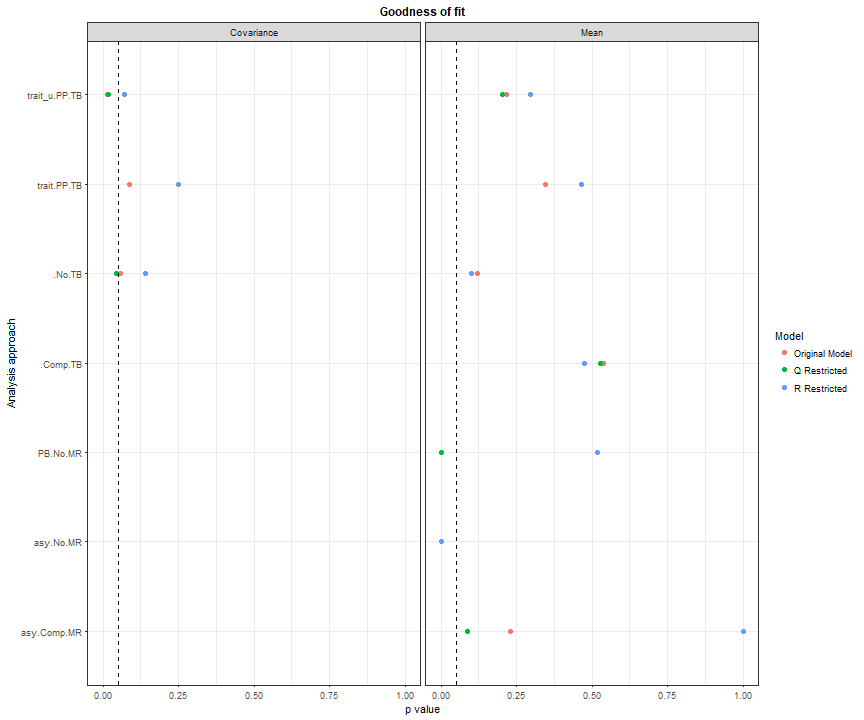 Goodness of fit
Covariance
Mean
Analysis approach
trait_u.PP.TB
trait.PP.TB
.No.TB
.Comp.TB
PB.No.MR
asy.No.MR
asy.Comp.MR
0.00 0.25 0.50 0.75 1.00
0.00 0.25 0.50 0.75 1.00
p value
Model
Original Model
Q Restricted
R Restricted